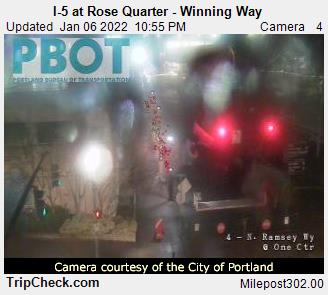 I-5 at Rose Quarter - Winning Way
Updated Jan 06 2022 10:55 PM Camera 4
PBOT
PORTLAND BUREAU OF TRANSPORTATION
4 - N. Ramsey Wy
@ One Ctr
Camera courtesy of the City of Portland
TripCheck.com Milepost302.00